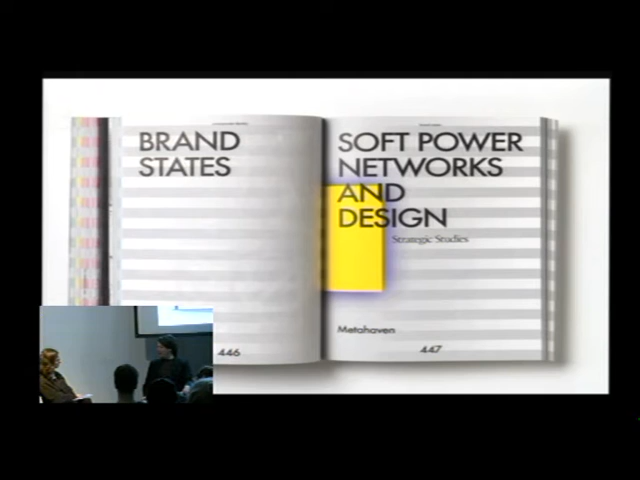 BRAND
STATES
446
SOFT POWER
NETWORKS
AND
DESIGN
Strategic Studies
Metahaven
447